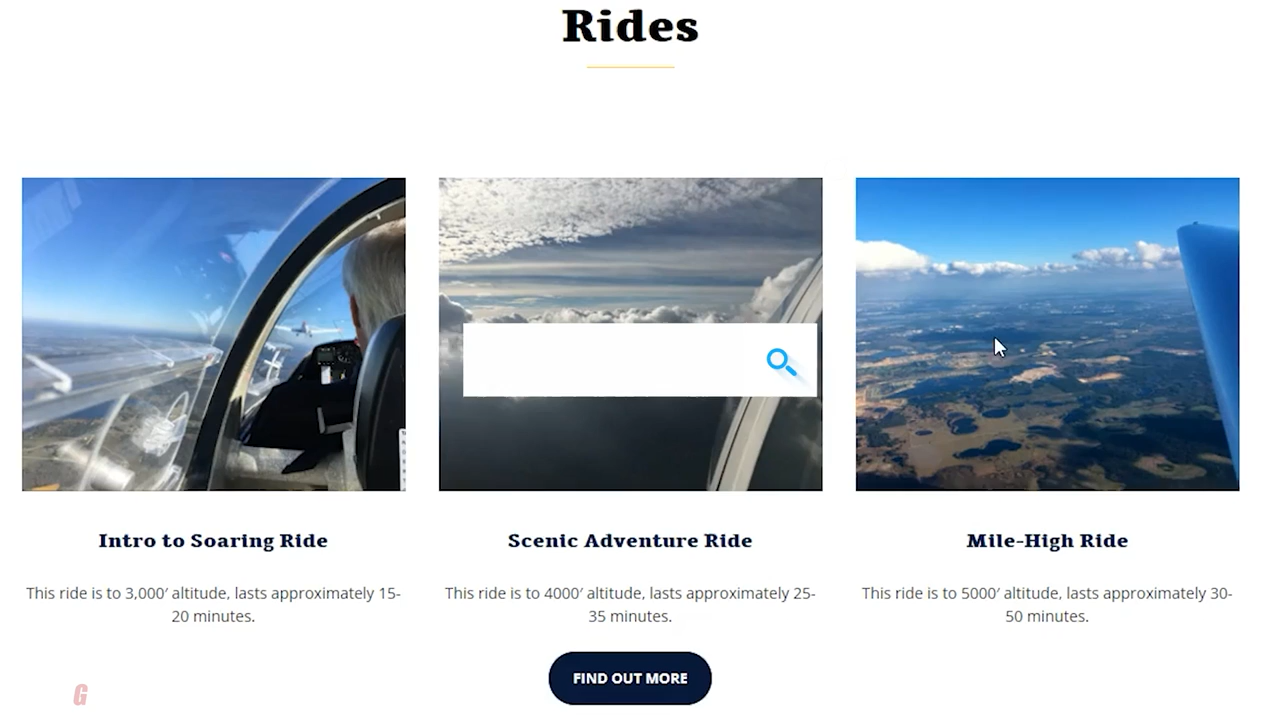 Rides
Intro to Soaring Ride
This ride is to 3,000′ altitude, lasts approximately 15-
20 minutes.
Scenic Adventure Ride
This ride is to 4000′ altitude, lasts approximately 25-
35 minutes.
Mile-High Ride
This ride is to 5000′ altitude, lasts approximately 30-
50 minutes.
FIND OUT MORE
G